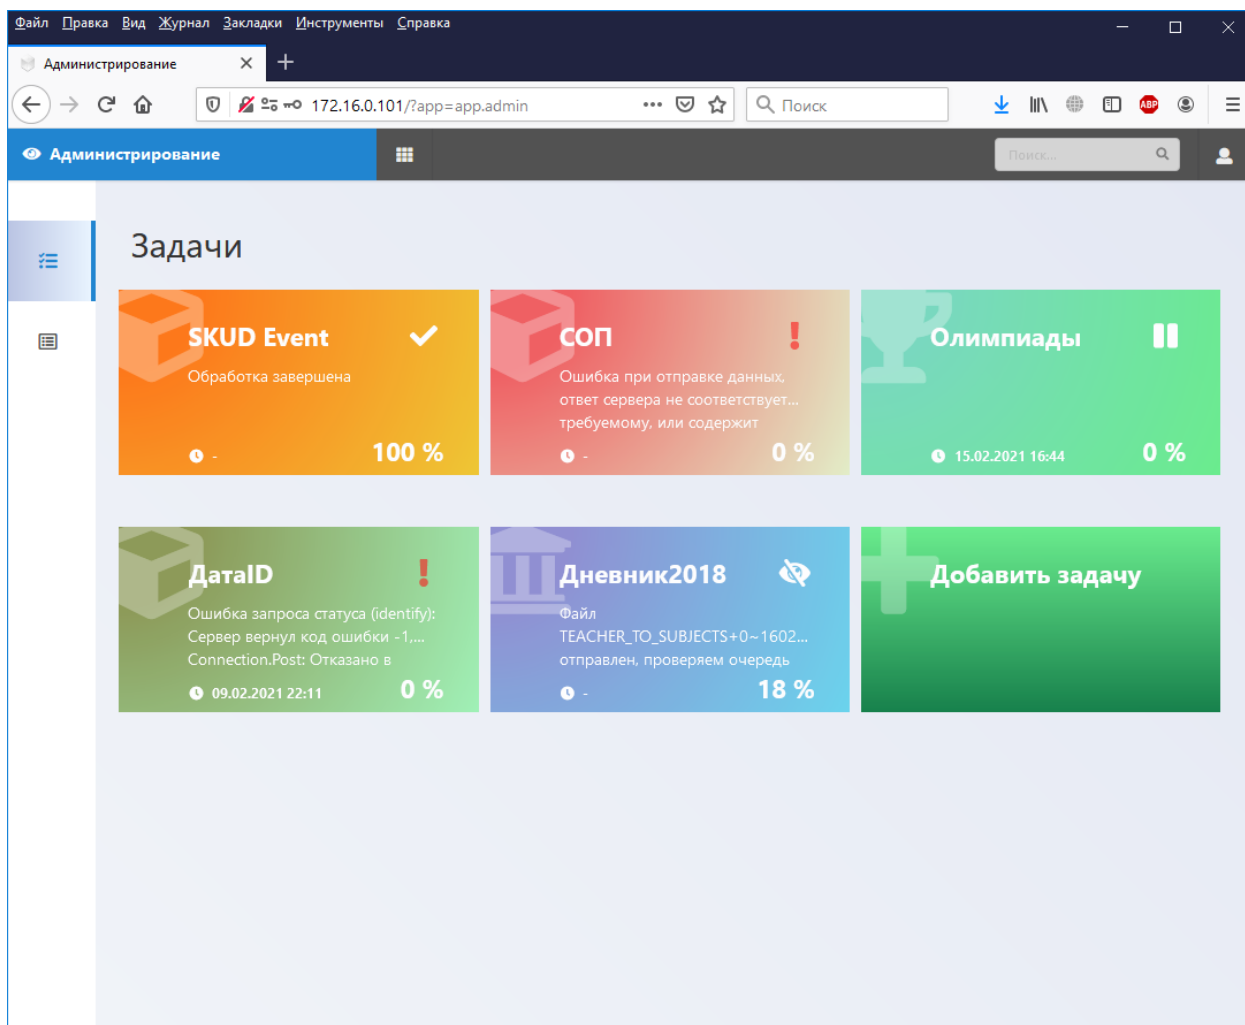 Файл Правка Вид Журнал Закладки Инструменты Справка
Администрирование
172.16.0.101/?app=app.admin
Поиск
ABP
Администрирование
Поиск...
Задачи
SKUD Event
Обработка завершена
-
100 %
СОП
Ошибка при отправке данных,
ответ сервера не соответствует...
требуемому, или содержит
-
0 %
Олимпиады
15.02.2021 16:44
0 %
ДатаID
Ошибка запроса статуса (identify):
Сервер вернул код ошибки -1,...
Connection.Post: Отказано в
09.02.2021 22:11
0 %
Дневник2018
Файл
TEACHER_TO_SUBJECTS+0~1602...
отправлен, проверяем очередь
-
18 %
Добавить задачу